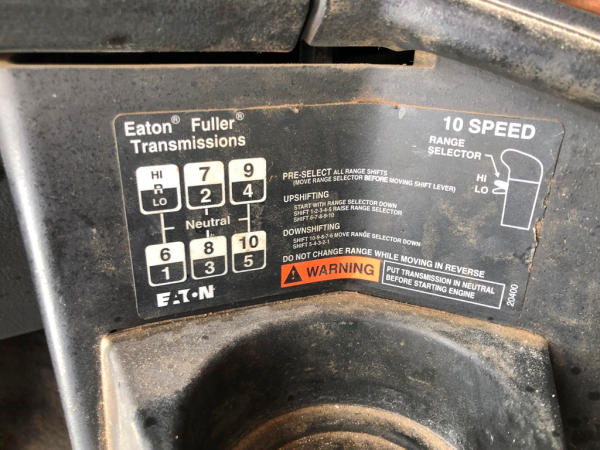 Eaton® Fuller®
Transmissions
HI
R
LO
7
2
9
4
Neutral
6
1
8
3
10
5
EATON
PRE-SELECT ALL RANGE SHIFTS
(MOVE RANGE SELECTOR BEFORE MOVING SHIFT LEVER)
UPSHIFTING
START WITH RANGE SELECTOR DOWN
SHIFT 1-2-3-4-5 RAISE RANGE SELECTOR
SHIFT 6-7-8-9-10
DOWNSHIFTING
SHIFT 10-9-8-7-6 MOVE RANGE SELECTOR DOWN
SHIFT 5-4-3-2-1
DO NOT CHANGE RANGE WHILE MOVING IN REVERSE
WARNING
PUT TRANSMISSION IN NEUTRAL
BEFORE STARTING ENGINE
10 SPEED
RANGE
SELECTOR
HI
LO
20400